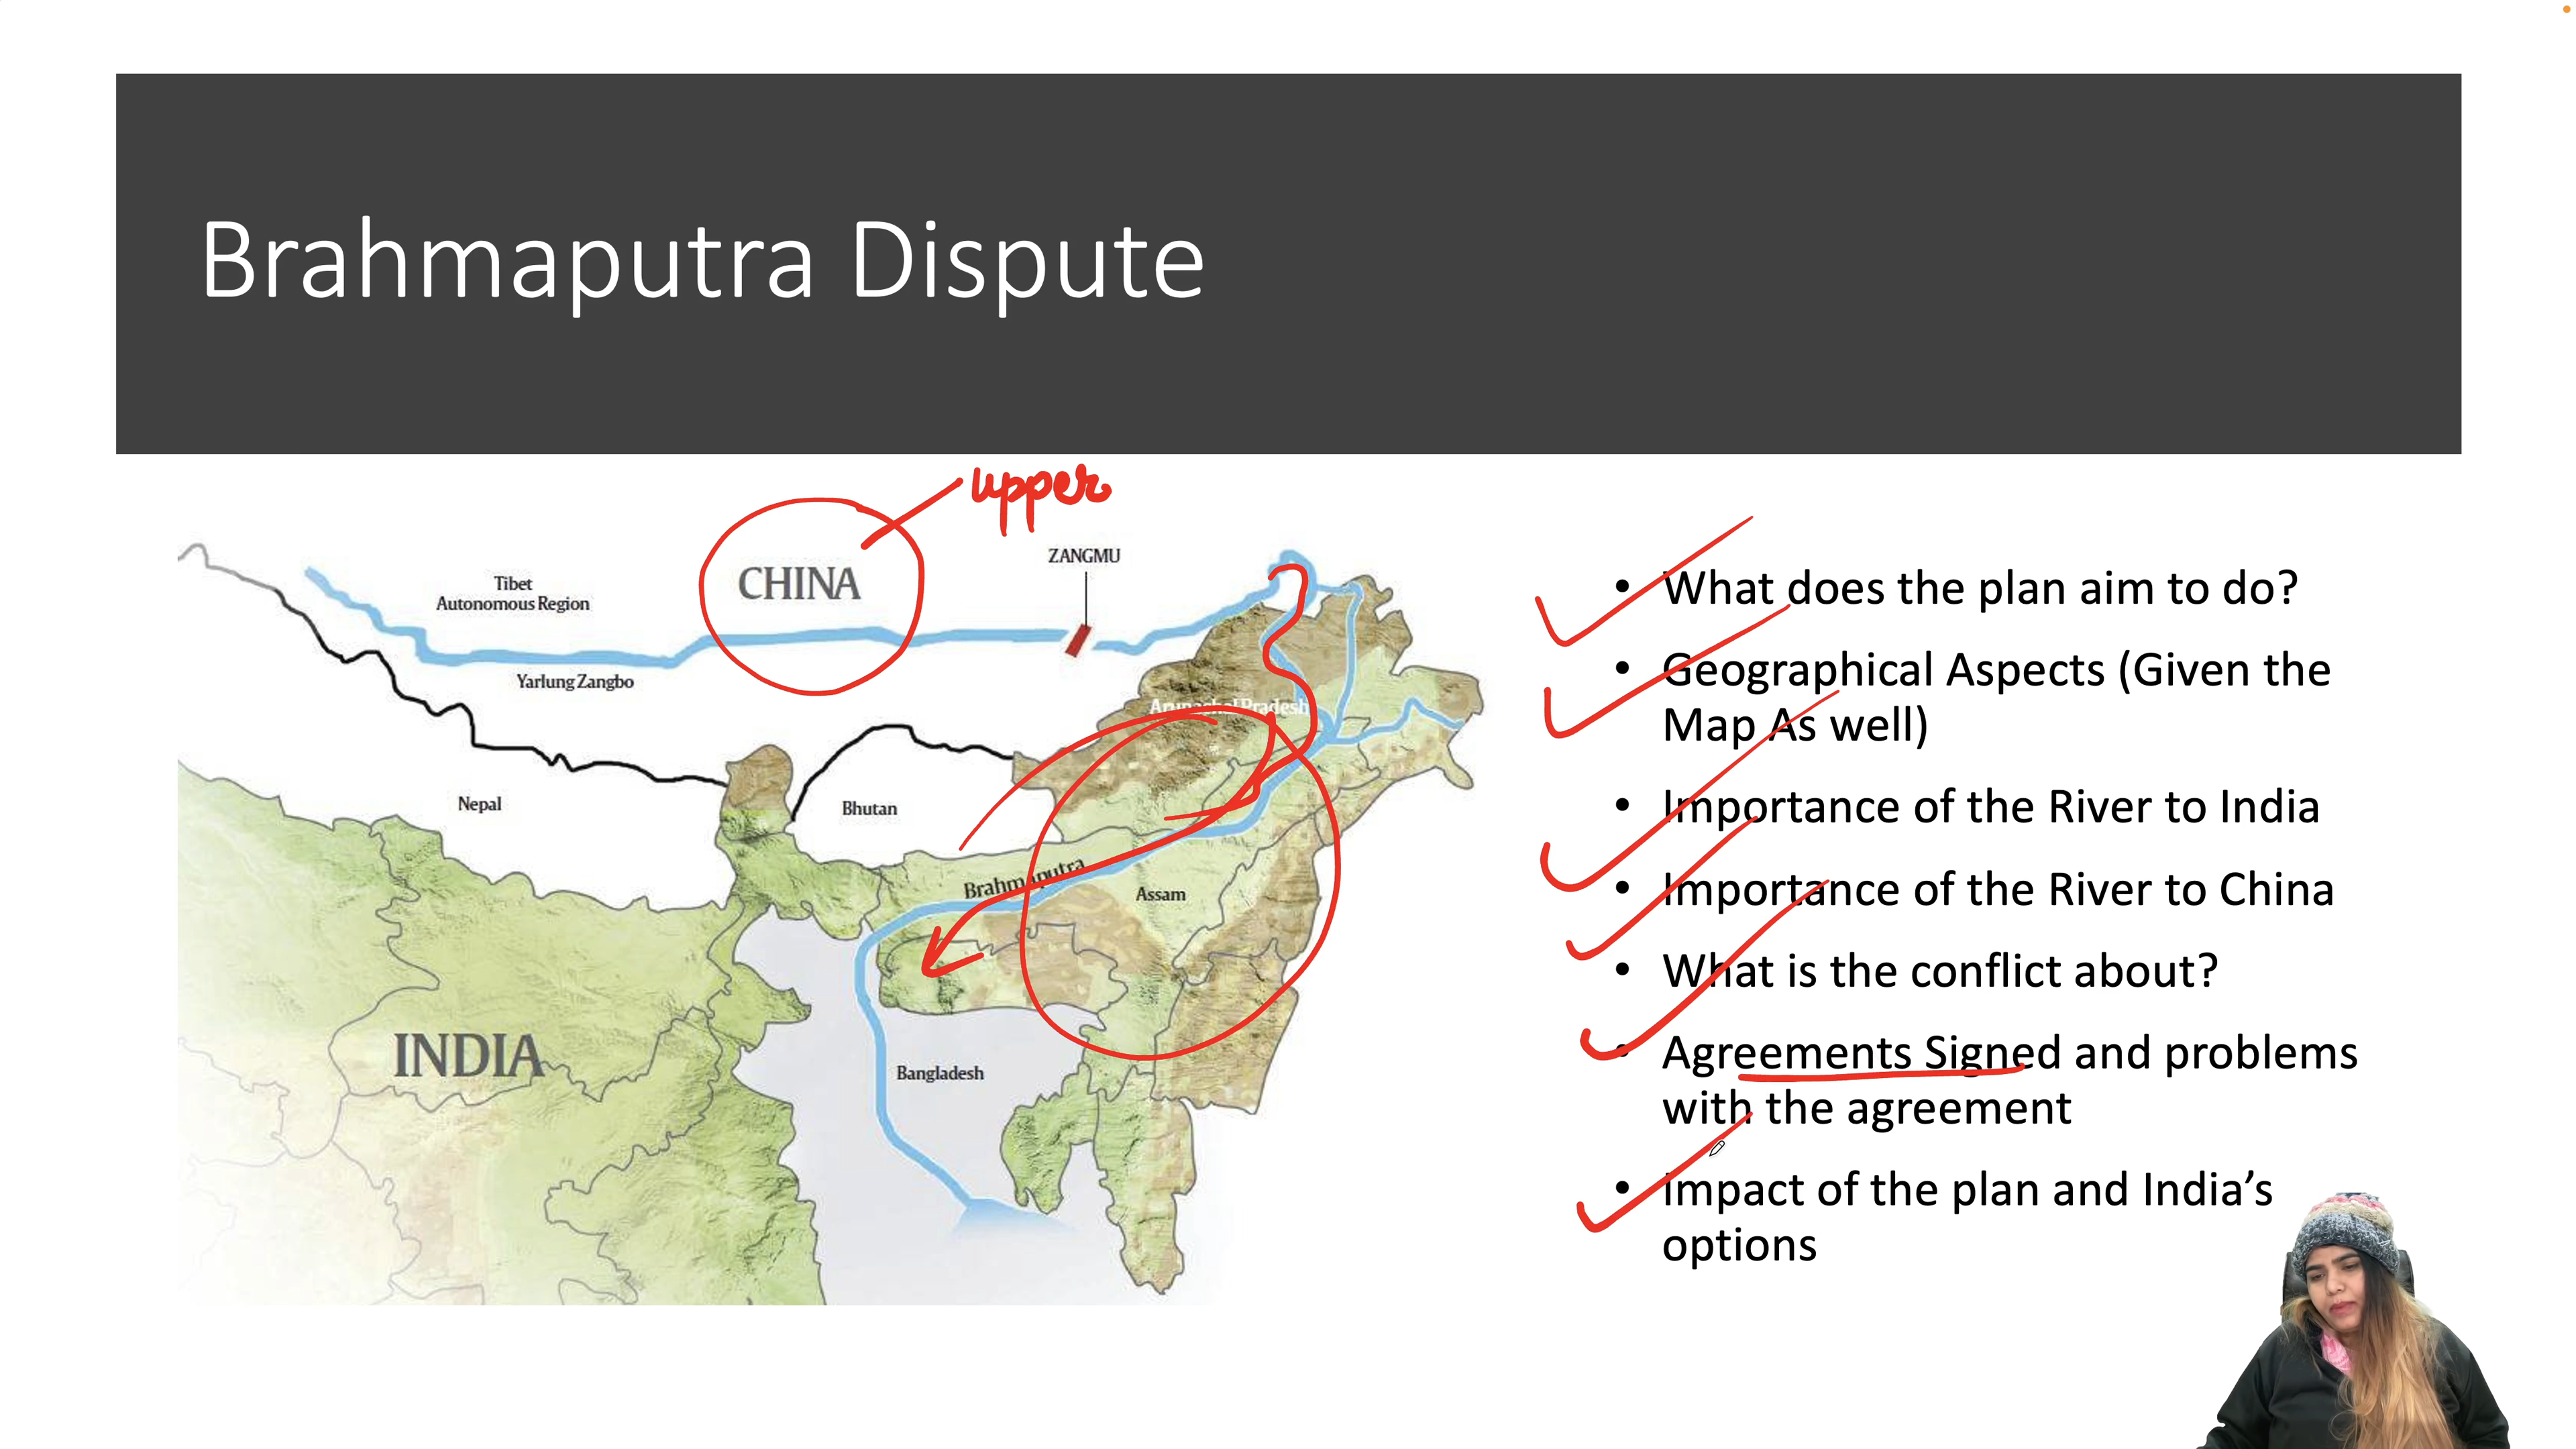 Brahmaputra Dispute
upper
ZANGMU
CHINA
Tibet
Autonomous Region
Yarlung Zangbo
Arunachal Pradesh
Nepal
Bhutan
Brahmaputra
Assam
INDIA
Bangladesh
• What does the plan aim to do?
• Geographical Aspects (Given the
Map As well)
• Importance of the River to India
• Importance of the River to China
• What is the conflict about?
• Agreements Signed and problems
with the agreement
• Impact of the plan and India’s
options